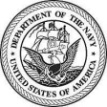 DEPARTMENT OF THE NAVY
UNITED STATES OF AMERICA